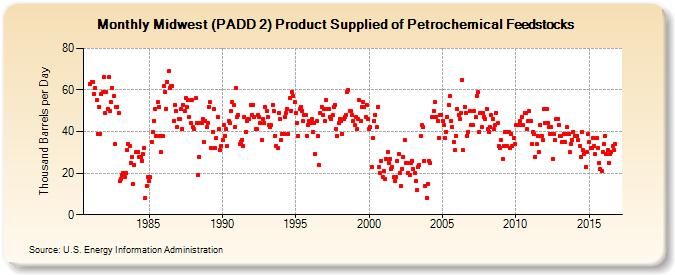 Monthly Midwest (PADD 2) Product Supplied of Petrochemical Feedstocks
Thousand Barrels per Day
80
60
40
20
0
1985 1990 1995 2000 2005 2010 2015
Source: U.S. Energy Information Administration